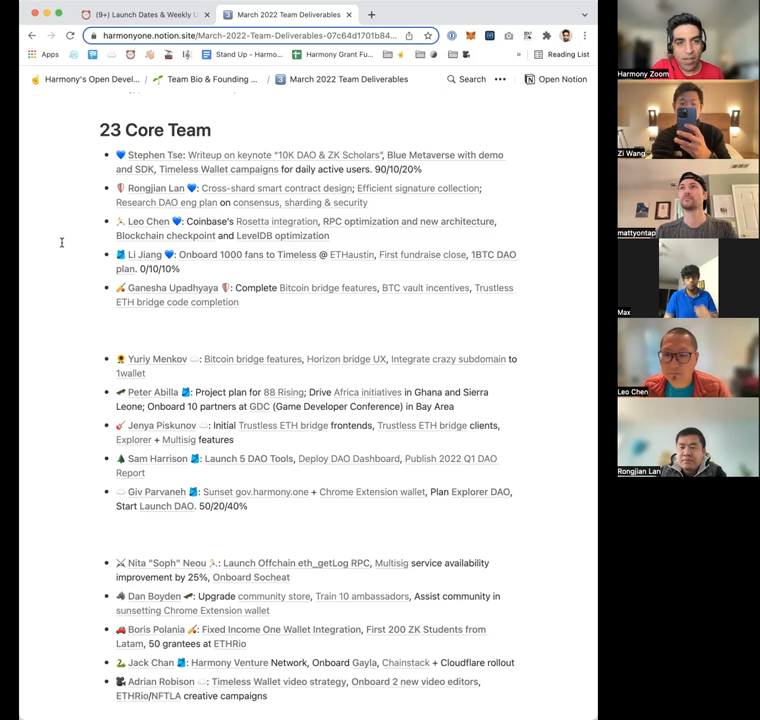 (9+) Launch Dates & Weekly U
March 2022 Team Deliverables
harmonyone.notion.site/March-2022-Team-Deliverables-07c64d1701b84...
Apps
Stand Up - Harmo...
Harmony Grant Fu...
Reading List
Harmony's Open Devel... / Team Bio & Founding ... / March 2022 Team Deliverables
Search
Open Notion
23 Core Team
Stephen Tse: Writeup on keynote "10K DAO & ZK Scholars", Blue Metaverse with demo
and SDK, Timeless Wallet campaigns for daily active users. 90/10/20%
Rongjian Lan : Cross-shard smart contract design; Efficient signature collection;
Research DAO eng plan on consensus, sharding & security
Leo Chen : Coinbase's Rosetta integration, RPC optimization and new architecture,
Blockchain checkpoint and LevelDB optimization
Li Jiang : Onboard 1000 fans to Timeless @ ETHaustin, First fundraise close, 1BTC DAO
plan. 0/10/10%
Ganesha Upadhyaya : Complete Bitcoin bridge features, BTC vault incentives, Trustless
ETH bridge code completion
Yuriy Menkov : Bitcoin bridge features, Horizon bridge UX, Integrate crazy subdomain to
1wallet
Peter Abilla : Project plan for 88 Rising; Drive Africa initiatives in Ghana and Sierra
Leone; Onboard 10 partners at GDC (Game Developer Conference) in Bay Area
Jenya Piskunov : Initial Trustless ETH bridge frontends, Trustless ETH bridge clients,
Explorer + Multisig features
Sam Harrison : Launch 5 DAO Tools, Deploy DAO Dashboard, Publish 2022 Q1 DAO
Report
Giv Parvaneh : Sunset gov.harmony.one + Chrome Extension wallet, Plan Explorer DAO,
Start Launch DAO. 50/20/40%
Nita "Soph" Neou : Launch Offchain eth_getLog RPC, Multisig service availability
improvement by 25%, Onboard Socheat
Dan Boyden : Upgrade community store, Train 10 ambassadors, Assist community in
sunsetting Chrome Extension wallet
Boris Polania : Fixed Income One Wallet Integration, First 200 ZK Students from
Latam, 50 grantees at ETHRio
Jack Chan : Harmony Venture Network, Onboard Gayla, Chainstack + Cloudflare rollout
Adrian Robison : Timeless Wallet video strategy, Onboard 2 new video editors,
ETHRio/NFTLA creative campaigns
Harmony Zoom
Zi Wang
mattyontap
Max
Leo Chen
Rongjian Lan